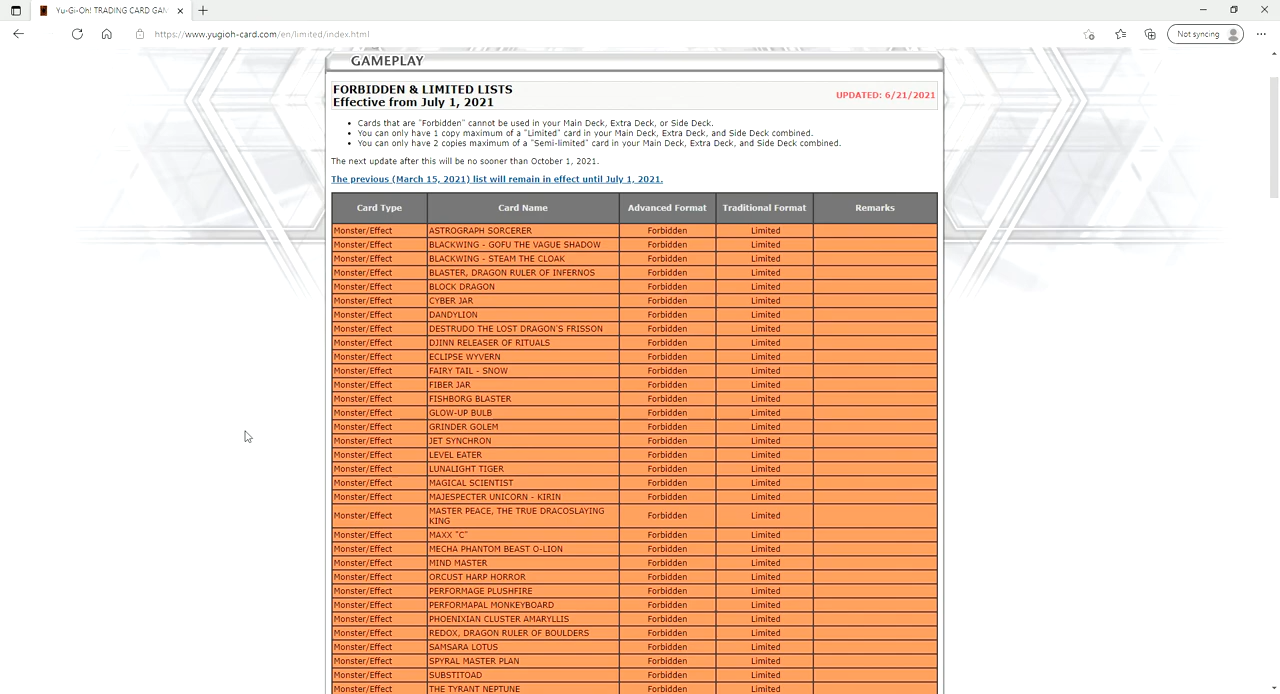 Yu-Gi-Oh! TRADING CARD GAM
https://www.yugioh-card.com/en/limited/index.html
Not syncing
GAMEPLAY
FORBIDDEN & LIMITED LISTS
Effective from July 1, 2021
UPDATED: 6/21/2021
• Cards that are "Forbidden" cannot be used in your Main Deck, Extra Deck, or Side Deck.
• You can only have 1 copy maximum of a "Limited" card in your Main Deck, Extra Deck, and Side Deck combined.
• You can only have 2 copies maximum of a "Semi-limited" card in your Main Deck, Extra Deck, and Side Deck combined.
The next update after this will be no sooner than October 1, 2021.
The previous (March 15, 2021) list will remain in effect until July 1, 2021.
Card Type Card Name Advanced Format Traditional Format Remarks
Monster/Effect ASTROGRAPH SORCERER Forbidden Limited
Monster/Effect BLACKWING - GOFU THE VAGUE SHADOW Forbidden Limited
Monster/Effect BLACKWING - STEAM THE CLOAK Forbidden Limited
Monster/Effect BLASTER, DRAGON RULER OF INFERNOS Forbidden Limited
Monster/Effect BLOCK DRAGON Forbidden Limited
Monster/Effect CYBER JAR Forbidden Limited
Monster/Effect DANDYLION Forbidden Limited
Monster/Effect DESTRUDO THE LOST DRAGON'S FRISSON Forbidden Limited
Monster/Effect DJINN RELEASER OF RITUALS Forbidden Limited
Monster/Effect ECLIPSE WYVERN Forbidden Limited
Monster/Effect FAIRY TAIL - SNOW Forbidden Limited
Monster/Effect FIBER JAR Forbidden Limited
Monster/Effect FISHBORG BLASTER Forbidden Limited
Monster/Effect GLOW-UP BULB Forbidden Limited
Monster/Effect GRINDER GOLEM Forbidden Limited
Monster/Effect JET SYNCHRON Forbidden Limited
Monster/Effect LEVEL EATER Forbidden Limited
Monster/Effect LUNALIGHT TIGER Forbidden Limited
Monster/Effect MAGICAL SCIENTIST Forbidden Limited
Monster/Effect MAJESPECTER UNICORN - KIRIN Forbidden Limited
Monster/Effect MASTER PEACE, THE TRUE DRACOSLAYING
KING Forbidden Limited
Monster/Effect MAXX "C" Forbidden Limited
Monster/Effect MECHA PHANTOM BEAST O-LION Forbidden Limited
Monster/Effect MIND MASTER Forbidden Limited
Monster/Effect ORCUST HARP HORROR Forbidden Limited
Monster/Effect PERFORMAGE PLUSHFIRE Forbidden Limited
Monster/Effect PERFORMAPAL MONKEYBOARD Forbidden Limited
Monster/Effect PHOENIXIAN CLUSTER AMARYLLIS Forbidden Limited
Monster/Effect REDOX, DRAGON RULER OF BOULDERS Forbidden Limited
Monster/Effect SAMSARA LOTUS Forbidden Limited
Monster/Effect SPYRAL MASTER PLAN Forbidden Limited
Monster/Effect SUBSTITOAD Forbidden Limited
Monster/Effect THE TYRANT NEPTUNE Forbidden Limited